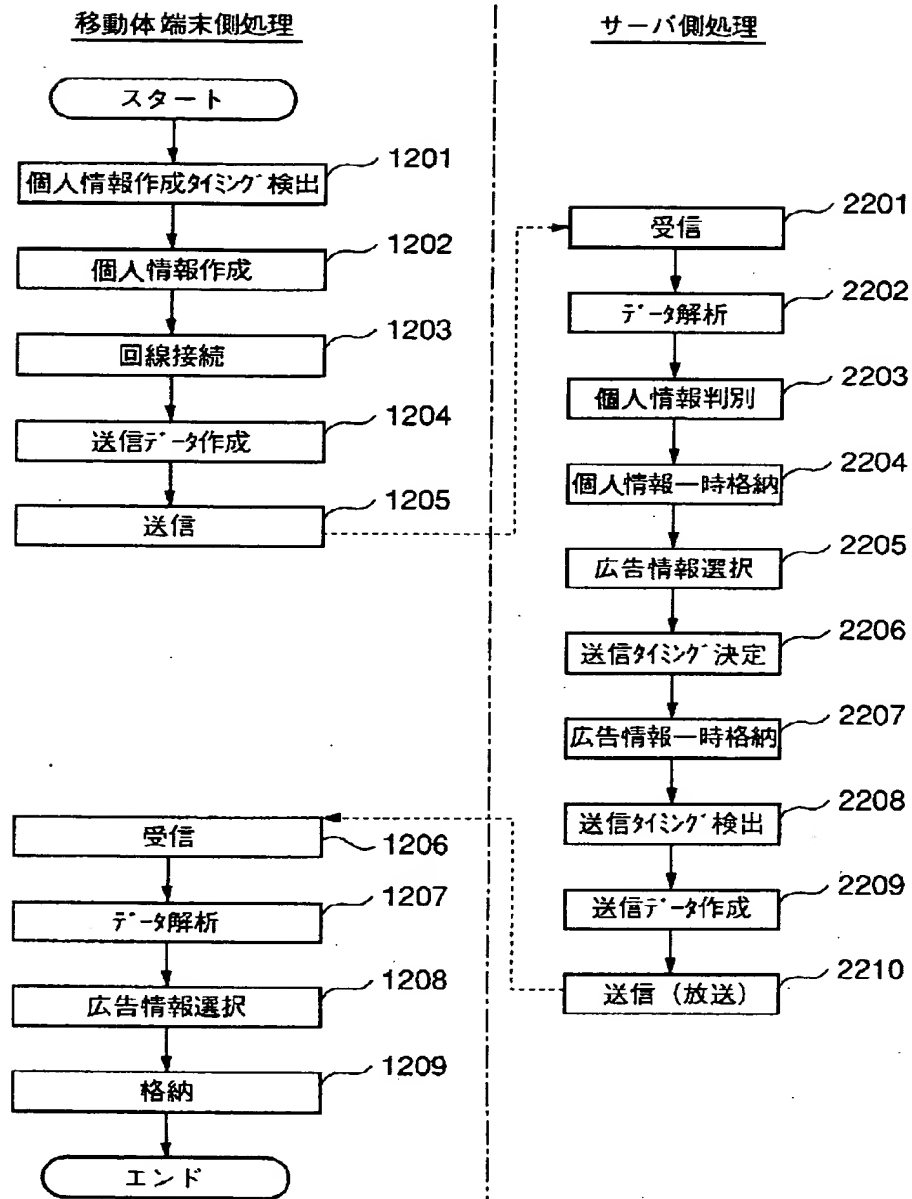 移動体端末側処理
スタート
個人情報作成ﾀｲﾐﾝｸﾞ検出
1201
個人情報作成
1202
回線接続
1203
送信ﾃﾞｰﾀ作成
1204
送信
1205
受信
1206
ﾃﾞｰﾀ解析
1207
広告情報選択
1208
格納
1209
エンド
サーバ側処理
受信
2201
ﾃﾞｰﾀ解析
2202
個人情報判別
2203
個人情報一時格納
2204
広告情報選択
2205
送信ﾀｲﾐﾝｸﾞ決定
2206
広告情報一時格納
2207
送信ﾀｲﾐﾝｸﾞ検出
2208
送信ﾃﾞｰﾀ作成
2209
送信（放送）
2210